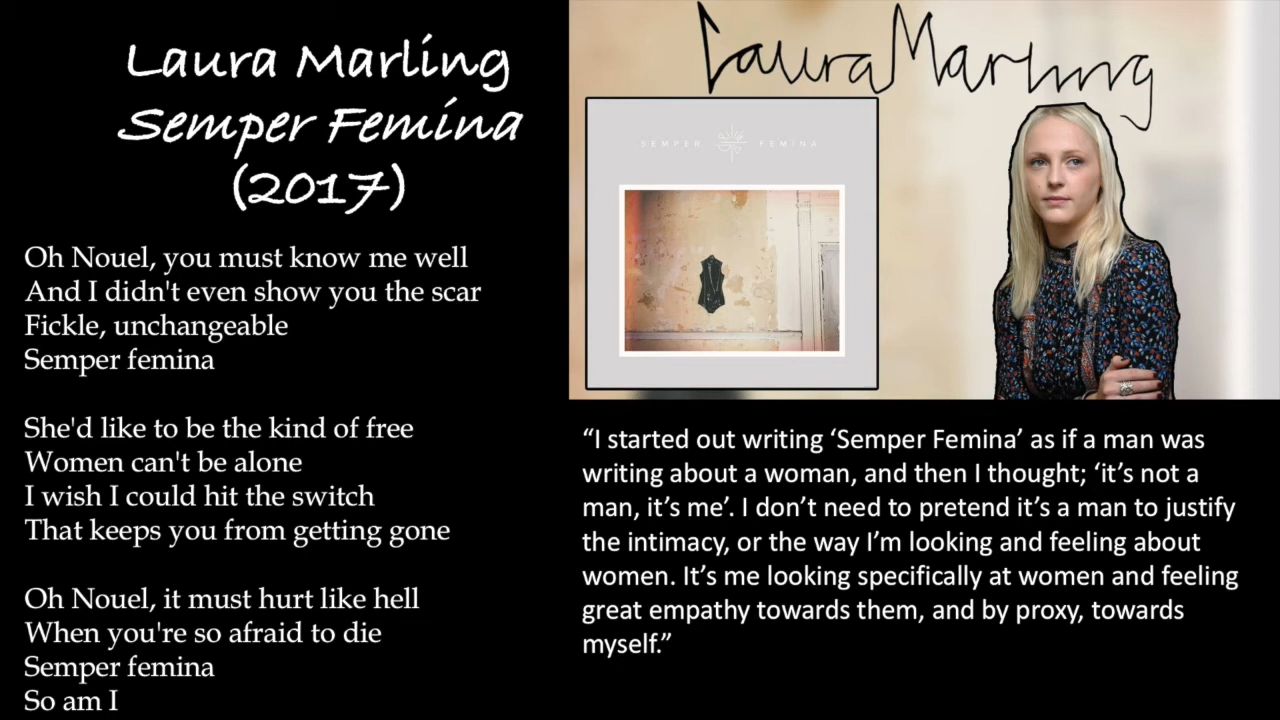 Laura Marling
Semper Femina
(2017)
Oh Nouel, you must know me well
And I didn't even show you the scar
Fickle, unchangeable
Semper femina
She'd like to be the kind of free
Women can't be alone
I wish I could hit the switch
That keeps you from getting gone
Oh Nouel, it must hurt like hell
When you're so afraid to die
Semper femina
So am I
Laura Marling
SEMPER FEMINA
“I started out writing ‘Semper Femina’ as if a man was
writing about a woman, and then I thought; ‘it’s not a
man, it’s me’. I don’t need to pretend it’s a man to justify
the intimacy, or the way I’m looking and feeling about
women. It’s me looking specifically at women and feeling
great empathy towards them, and by proxy, towards
myself.”